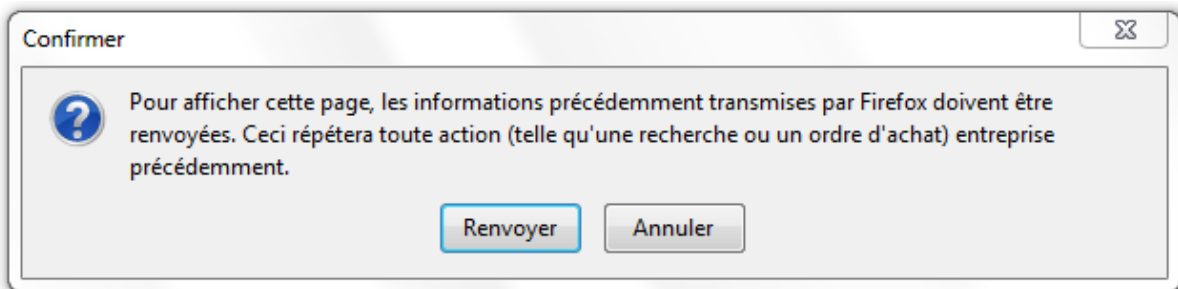 Confirmer
Pour afficher cette page, les informations précédemment transmises par Firefox doivent être
renvoyées. Ceci répétera toute action (telle qu'une recherche ou un ordre d'achat) entreprise
précédemment.
Renvoyer Annuler